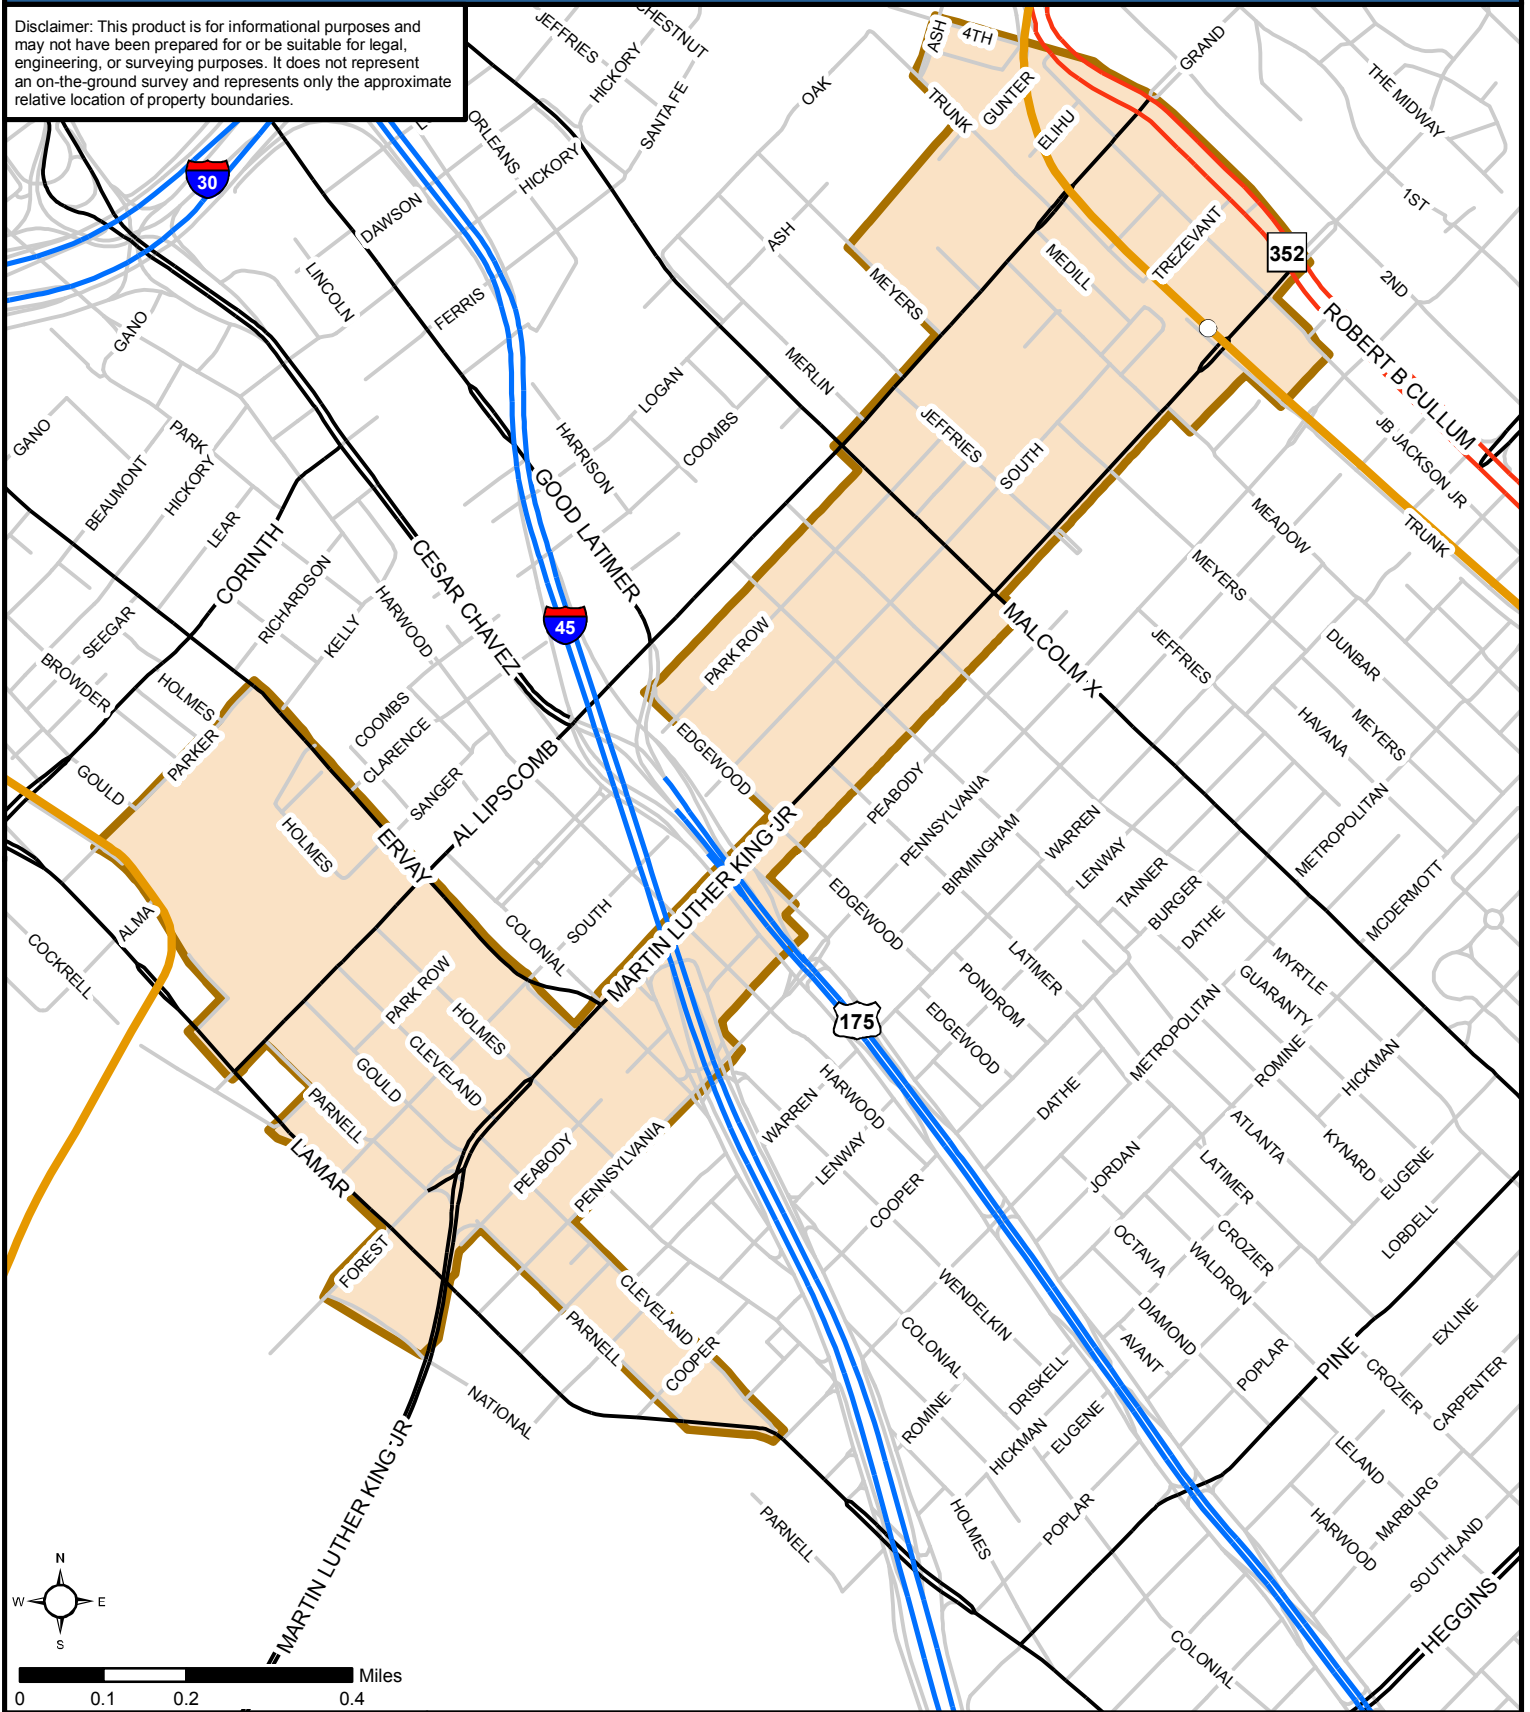 Disclaimer: This product is for informational purposes and
may not have been prepared for or be suitable for legal,
engineering, or surveying purposes. It does not represent
an on-the-ground survey and represents only the approximate
relative location of property boundaries.
JEFFRIES
CHESTNUT
HICKORY
SANTA FE
ORLEANS
HICKORY
OAK
ASH
4TH
GRAND
THE MIDWAY
TRUNK
GUNTER
ELIHU
1ST
30
DAWSON
LINCOLN
FERRIS
GANO
ASH
MEYERS
MEDILL
TREZEVANT
352
2ND
ROBERT B CULLUM
MERLIN
LOGAN
COOMBS
HARRISON
GANO
PARK
HICKORY
BEAUMONT
LEAR
CORINTH
GOOD LATIMER
JEFFRIES
SOUTH
JB JACKSON JR
TRUNK
MEADOW
MEYERS
CESAR CHAVEZ
RICHARDSON
KELLY
HARWOOD
45
SEEGAR
BROWDER
HOLMES
PARKER
GOULD
PARK ROW
MALCOLM X
JEFFRIES
DUNBAR
HAVANA
MEYERS
COOMBS
CLARENCE
SANGER
AL LIPSCOMB
EDGEWOOD
HOLMES
ERVAY
MARTIN LUTHER KING JR
PEABODY
PENNSYLVANIA
BIRMINGHAM
WARREN
LENWAY
TANNER
BURGER
DATHE
METROPOLITAN
MCDERMOTT
ALMA
COCKRELL
COLONIAL
SOUTH
EDGEWOOD
LATIMER
PONDROM
EDGEWOOD
MYRTLE
GUARANTY
METROPOLITAN
ROMINE
HICKMAN
PARK ROW
HOLMES
CLEVELAND
GOULD
PARNELL
LAMAR
175
HARWOOD
WARREN
LENWAY
COOPER
DATHE
JORDAN
ATLANTA
LATIMER
KYNARD
EUGENE
LOBDELL
PEABODY
PENNSYLVANIA
FOREST
CLEVELAND
PARNELL
COOPER
NATIONAL
WENDELKIN
COLONIAL
OCTAVIA
CROZIER
WALDRON
DIAMOND
AVANT
POPLAR
PINE
EXLINE
CROZIER
CARPENTER
DRISKELL
ROMINE
HICKMAN
EUGENE
LELAND
MARBURG
HARWOOD
SOUTHLAND
HEGGINS
MARTIN LUTHER KING JR
PARNELL
HOLMES
POPLAR
COLONIAL
N
W E
S
Miles
0 0.1 0.2 0.4